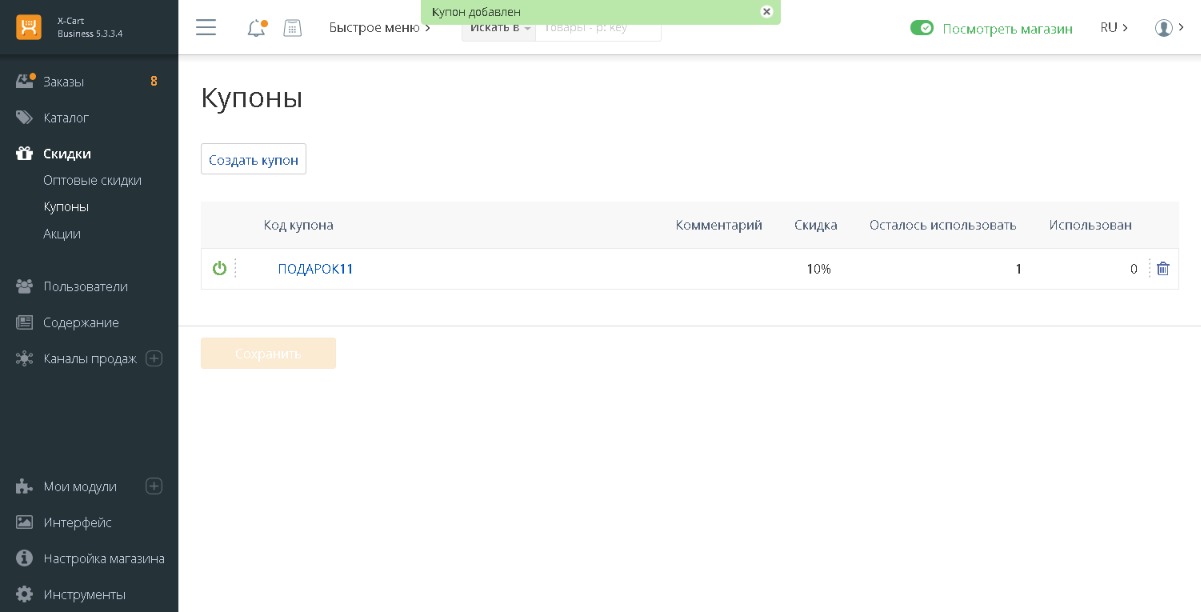 X-Cart
Business 5.3.3.4
Быстрое меню
Купон добавлен
Искать в
Товары - p: key
Посмотреть магазин
RU
Заказы
8
Каталог
Скидки
Оптовые скидки
Купоны
Акции
Пользователи
Содержание
Каналы продаж
Мои модули
Интерфейс
Настройка магазина
Инструменты
Купоны
Создать купон
Код купона Комментарий Скидка Осталось использовать Использован
ПОДАРОК11 10% 1 0
Сохранить